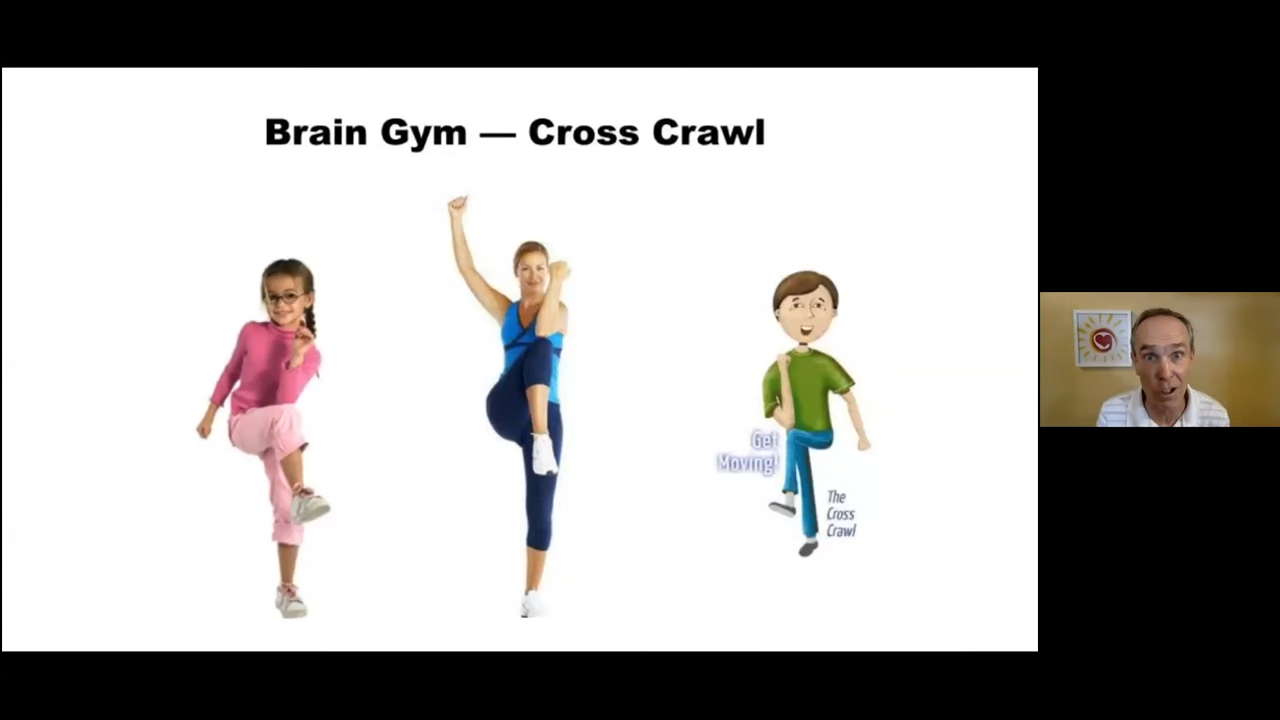 Brain Gym — Cross Crawl
Get
Moving!
The
Cross
Crawl